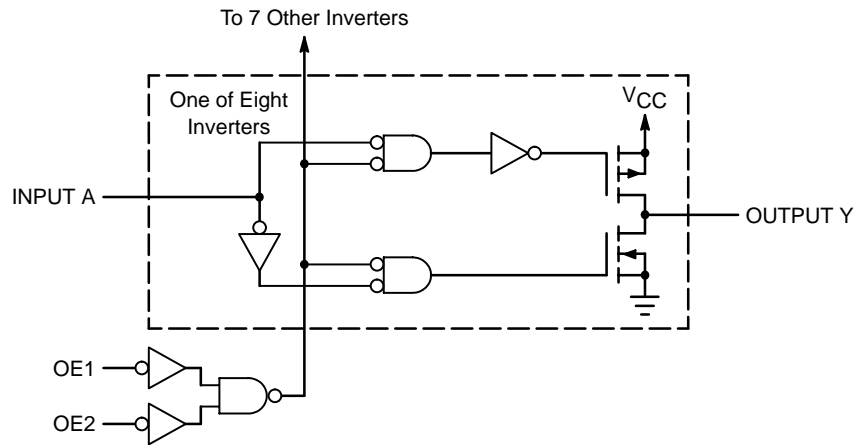 To 7 Other Inverters
One of Eight
Inverters
VCC
INPUT A
OUTPUT Y
OE1
OE2